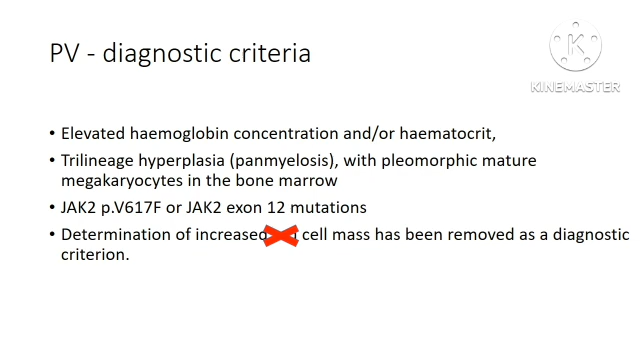 PV - diagnostic criteria
K
KINEMASTER
• Elevated haemoglobin concentration and/or haematocrit,
• Trilineage hyperplasia (panmyelosis), with pleomorphic mature
megakaryocytes in the bone marrow
• JAK2 p.V617F or JAK2 exon 12 mutations
• Determination of increased cell mass has been removed as a diagnostic
criterion.